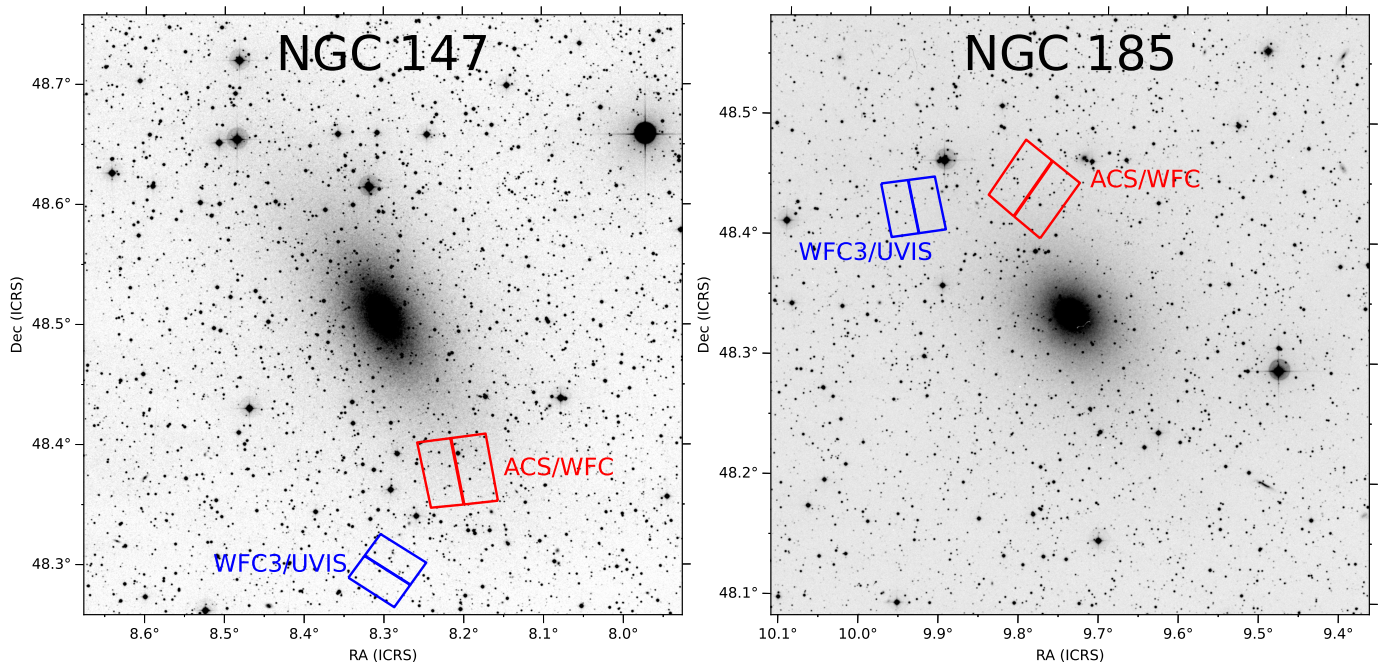 NGC 147
48.7°
48.6°
48.5°
48.4°
48.3°
Dec (ICRS)
ACS/WFC
WFC3/UVIS
8.6°
8.5°
8.4°
8.3°
8.2°
8.1°
8.0°
RA (ICRS)
NGC 185
48.5°
48.4°
48.3°
48.2°
48.1°
Dec (ICRS)
ACS/WFC
WFC3/UVIS
10.1°
10.0°
9.9°
9.8°
9.7°
9.6°
9.5°
9.4°
RA (ICRS)